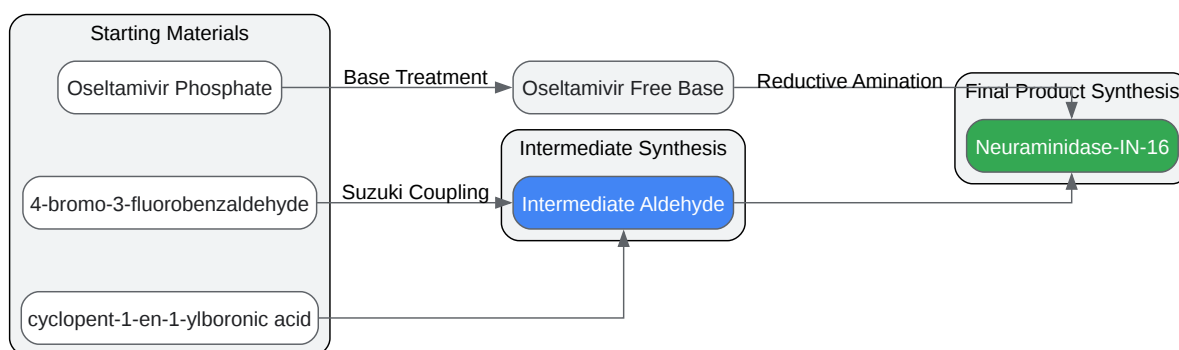 Starting Materials
Oseltamivir Phosphate
Base Treatment
Oseltamivir Free Base
Reductive Amination
Final Product Synthesis
Neuraminidase-IN-16
Intermediate Synthesis
4-bromo-3-fluorobenzaldehyde
Suzuki Coupling
Intermediate Aldehyde
cyclopent-1-en-1-ylboronic acid